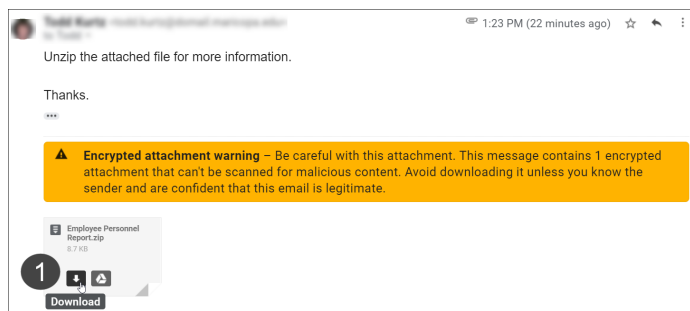 1:23 PM (22 minutes ago)
Unzip the attached file for more information.
Thanks.
Encrypted attachment warning – Be careful with this attachment. This message contains 1 encrypted
attachment that can't be scanned for malicious content. Avoid downloading it unless you know the
sender and are confident that this email is legitimate.
Employee Personnel
Report.zip
8.7 KB
1
Download